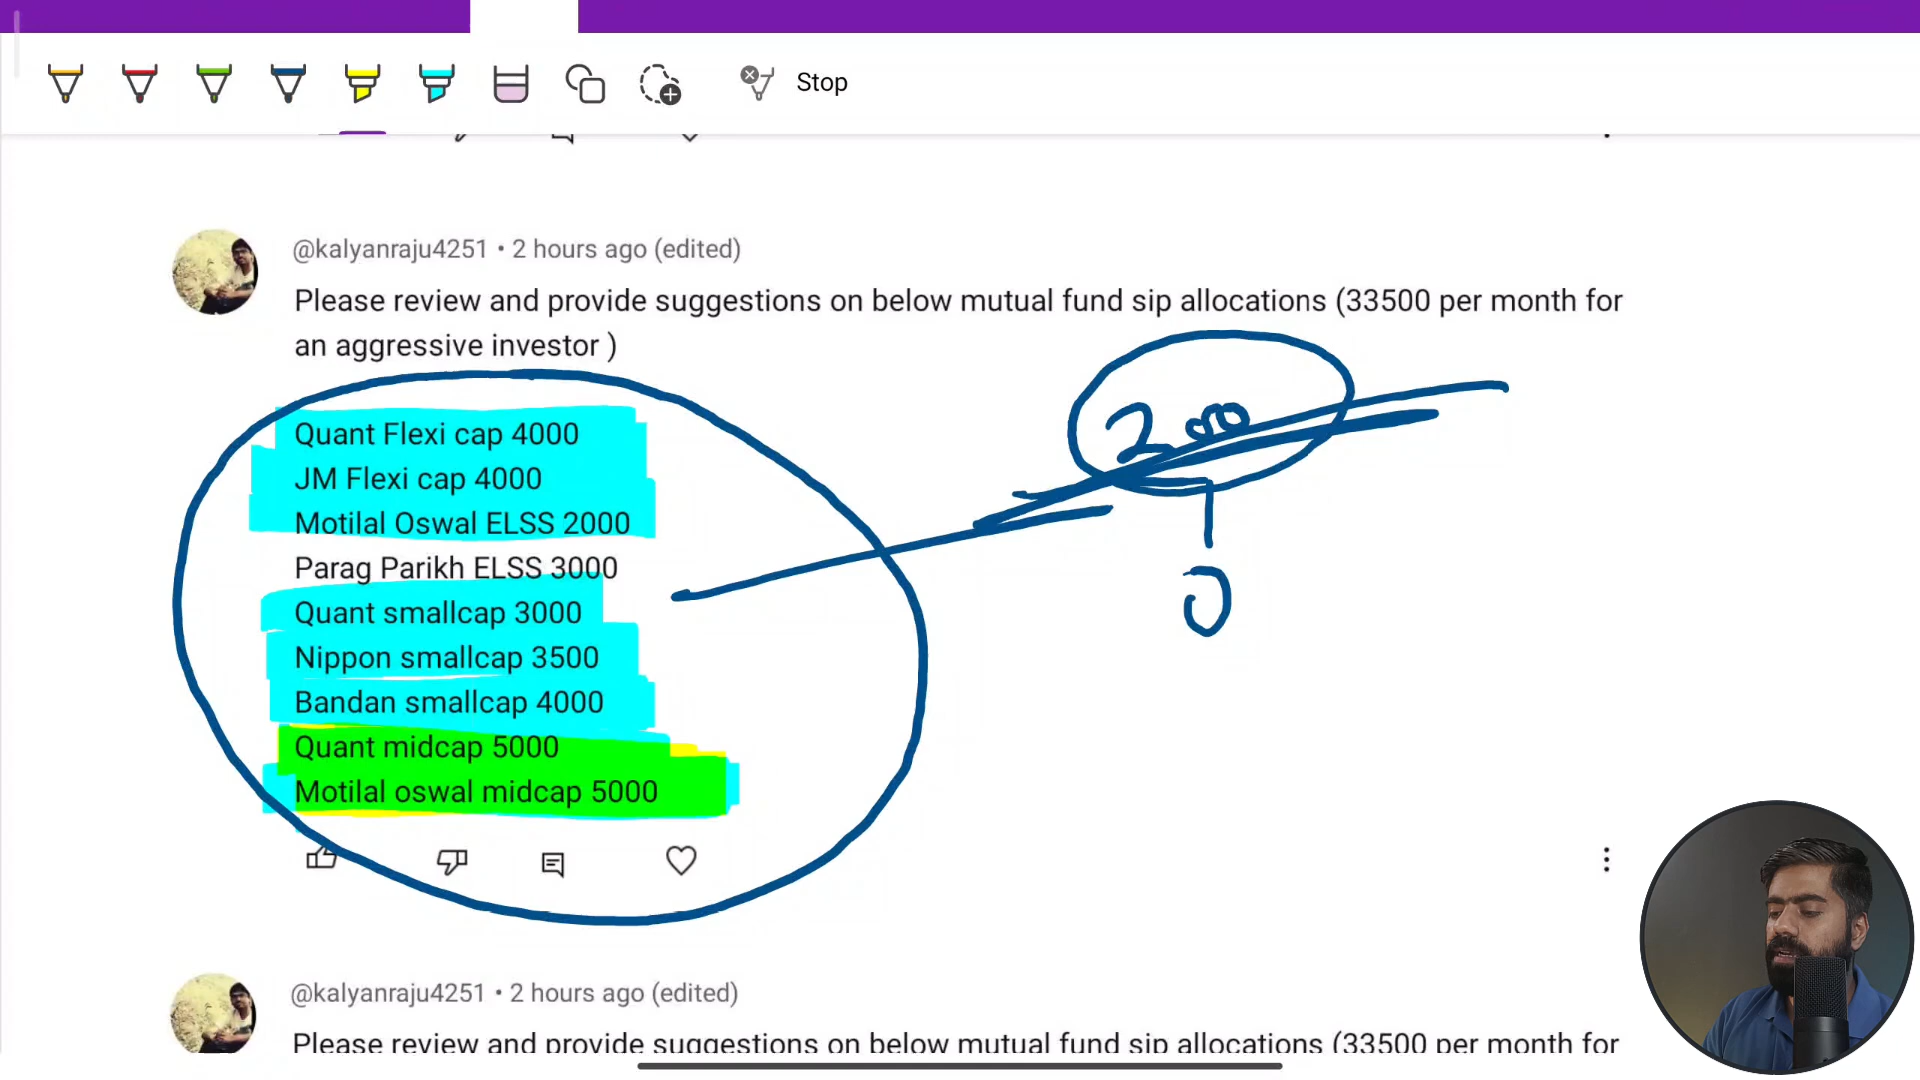 Stop
@kalyanraju4251 • 2 hours ago (edited)
Please review and provide suggestions on below mutual fund sip allocations (33500 per month for
an aggressive investor )
200
Quant Flexi cap 4000
JM Flexi cap 4000
Motilal Oswal ELSS 2000
Parag Parikh ELSS 3000
0
Quant smallcap 3000
Nippon smallcap 3500
Bandan smallcap 4000
Quant midcap 5000
Motilal oswal midcap 5000
@kalyanraju4251 • 2 hours ago (edited)
Please review and provide suggestions on below mutual fund sip allocations (33500 per month for